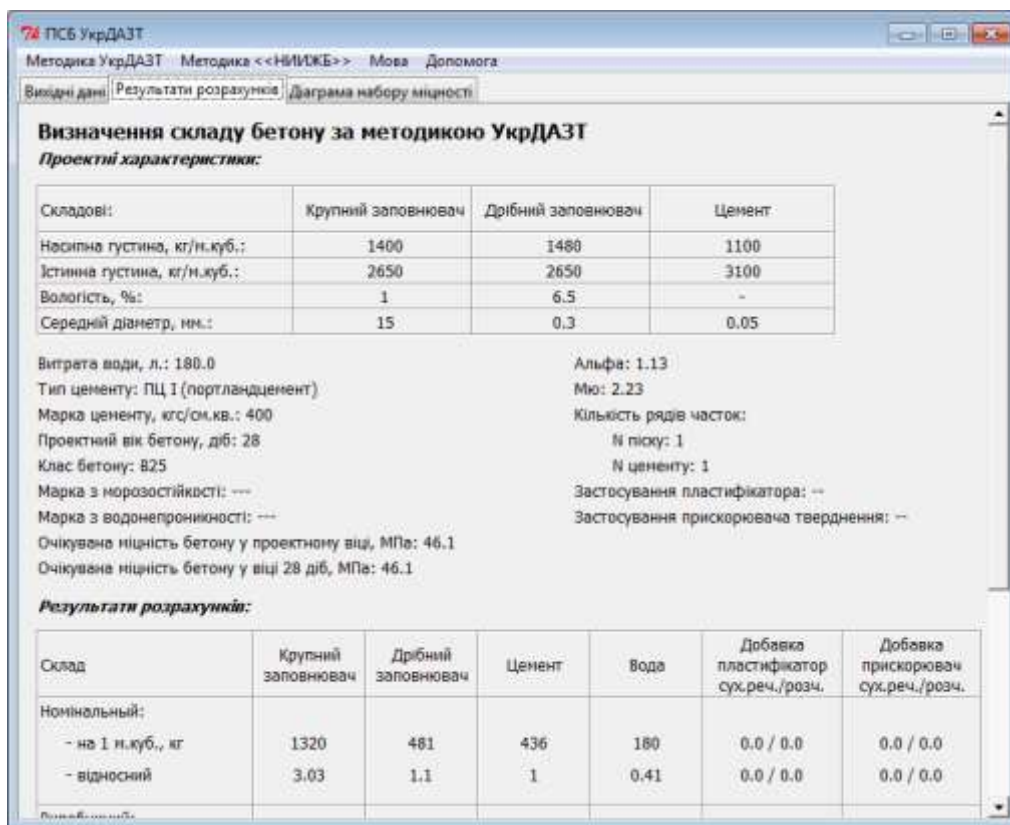 ПСБ УкрДАЗТ
Методика УкрДАЗТ Методика <<НИИЖБ>> Мова Допомога
Вихідні дані Результати розрахунків Діаграма набору міцності
Визначення складу бетону за методикою УкрДАЗТ
Проектні характеристики:
Складові: Крупний заповнювач Дрібний заповнювач Цемент
Насипна густина, кг/м.куб.: 1400 1480 1100
Істинна густина, кг/м.куб.: 2650 2650 3100
Вологість, %: 1 6.5 -
Середній діаметр, мм.: 15 0.3 0.05
Витрата води, л.: 180.0 Альфа: 1.13
Тип цементу: ПЦ I (портландцемент) Мю: 2.23
Марка цементу, кгс/см.кв.: 400 Кількість рядів часток:
Проектний вік бетону, діб: 28 N піску: 1
Клас бетону: B25 N цементу: 1
Марка з морозостійкості: --- Застосування пластифікатора: --
Марка з водонепроникності: --- Застосування прискорювача тверднення: --
Очікувана міцність бетону у проектному віці, МПа: 46.1
Очікувана міцність бетону у віці 28 діб, МПа: 46.1
Результати розрахунків:
Склад Крупний заповнювач Дрібний заповнювач Цемент Вода Добавка пластифікатор сух.реч./розч. Добавка прискорювач сух.реч./розч.
Номінальный:
- на 1 м.куб., кг 1320 481 436 180 0.0 / 0.0 0.0 / 0.0
- відносний 3.03 1.1 1 0.41 0.0 / 0.0 0.0 / 0.0